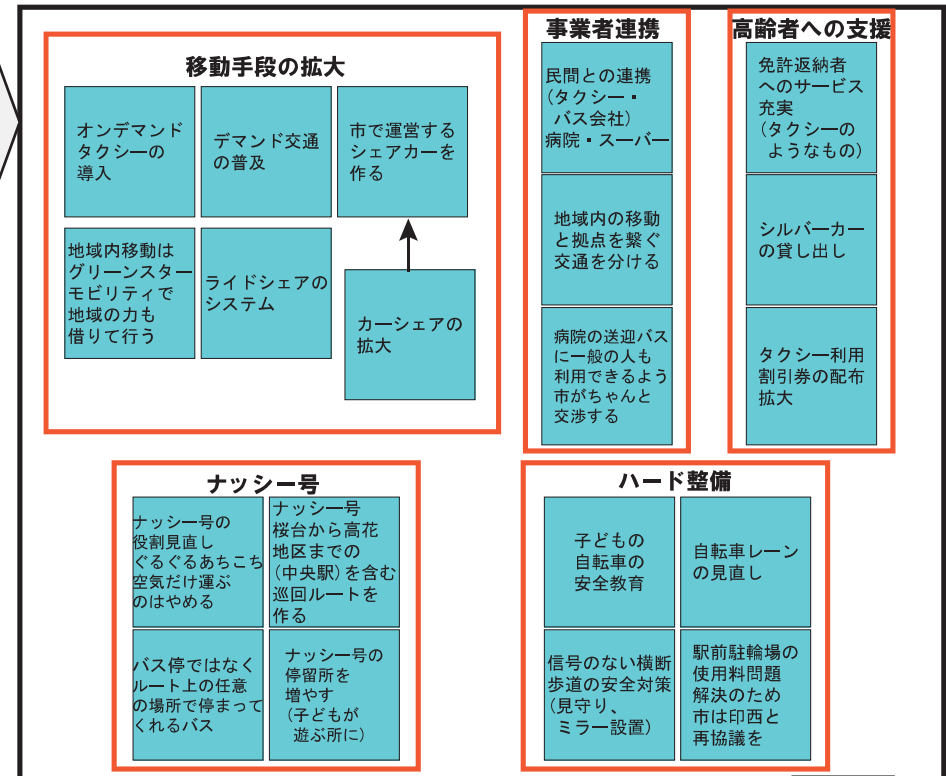 移動手段の拡大
オンデマンド
タクシーの
導入
デマンド交通
の普及
市で運営する
シェアカーを
作る
地域内移動は
グリーンスター
モビリティで
地域の力も
借りて行う
ライドシェアの
システム
カーシェアの
拡大
事業者連携
民間との連携
(タクシー・
バス会社)
病院・スーパー
地域内の移動
と拠点を繋ぐ
交通を分ける
病院の送迎バス
に一般の人も
利用できるよう
市がちゃんと
交渉する
高齢者への支援
免許返納者
へのサービス
充実
(タクシーの
ようなもの)
シルバーカー
の貸し出し
タクシー利用
割引券の配布
拡大
ナッシー号
ナッシー号の
役割見直し
ぐるぐるあちこち
空気だけ運ぶ
のはやめる
ナッシー号
桜台から高花
地区までの
(中央駅)を含む
巡回ルートを
作る
バス停ではなく
ルート上の任意
の場所で停まって
くれるバス
ナッシー号の
停留所を
増やす
(子どもが
遊ぶ所に)
ハード整備
子どもの
自転車の
安全教育
自転車レーン
の見直し
信号のない横断
歩道の安全対策
(見守り、
ミラー設置)
駅前駐輪場の
使用料問題
解決のため
市は印西と
再協議を